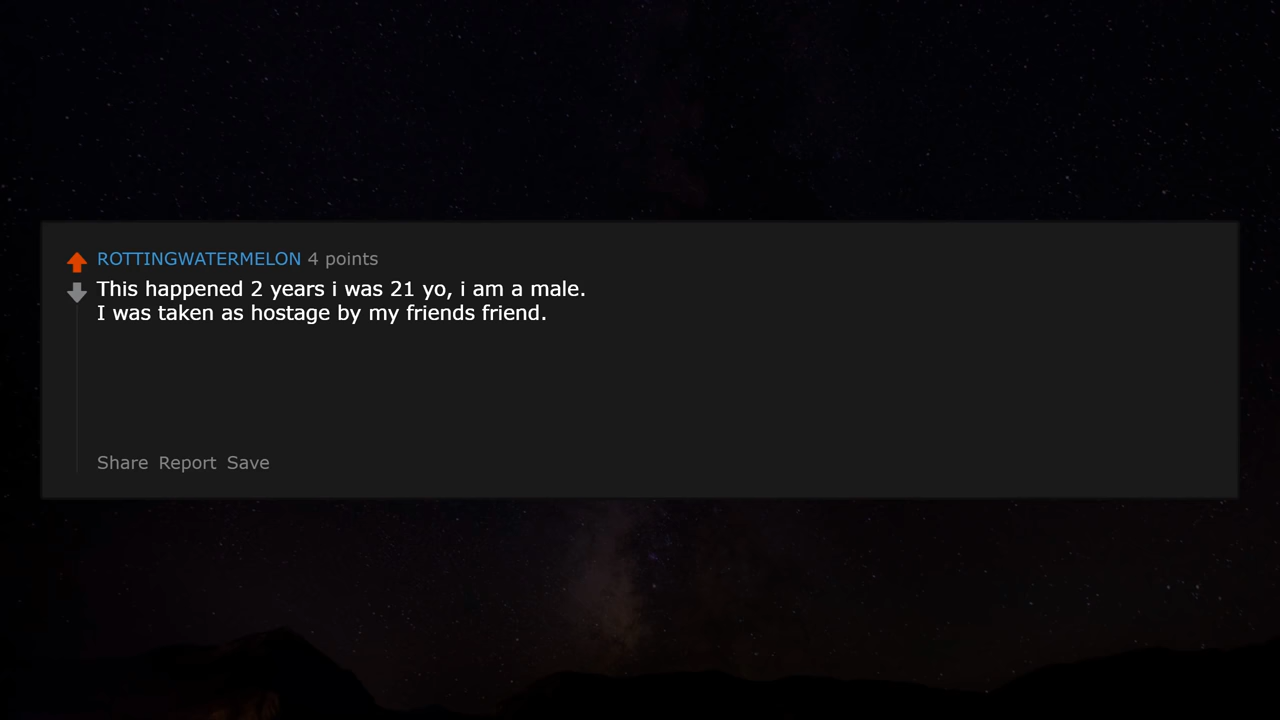 ROTTINGWATERMELON 4 points
This happened 2 years i was 21 yo, i am a male.
I was taken as hostage by my friends friend.
Share Report Save